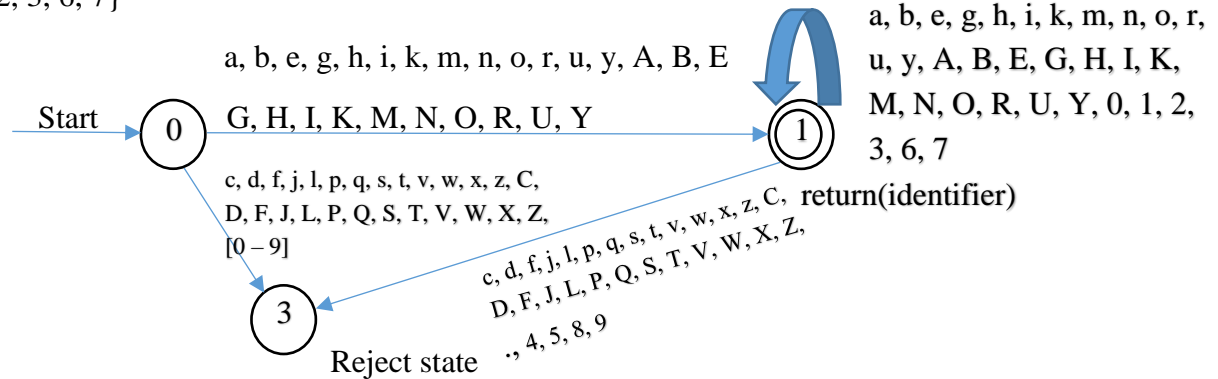 2, 3, 6, 7}
a, b, e, g, h, i, k, m, n, o, r, u, y, A, B, E
G, H, I, K, M, N, O, R, U, Y
Start
0
1
a, b, e, g, h, i, k, m, n, o, r,
u, y, A, B, E, G, H, I, K,
M, N, O, R, U, Y, 0, 1, 2,
3, 6, 7
return(identifier)
c, d, f, j, l, p, q, s, t, v, w, x, z, C,
D, F, J, L, P, Q, S, T, V, W, X, Z,
[0 – 9]
c, d, f, j, l, p, q, s, t, v, w, x, z, C,
D, F, J, L, P, Q, S, T, V, W, X, Z,
., 4, 5, 8, 9
3
Reject state